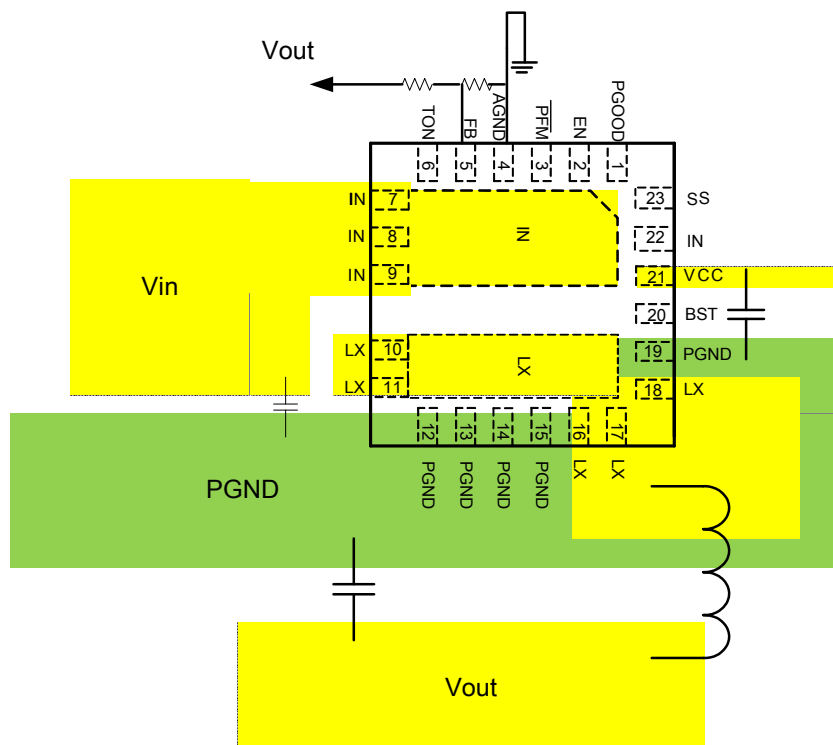 Vout
TON
FB
AGND
PFM
EN
PGOOD
6
5
4
3
2
1
IN 7
IN 8
IN 9
IN
23 SS
22 IN
21 VCC
20 BST
19 PGND
18 LX
Vin
LX 10
LX 11
LX
12
13
14
15
16
17
PGND
PGND
PGND
PGND
LX
LX
PGND
Vout